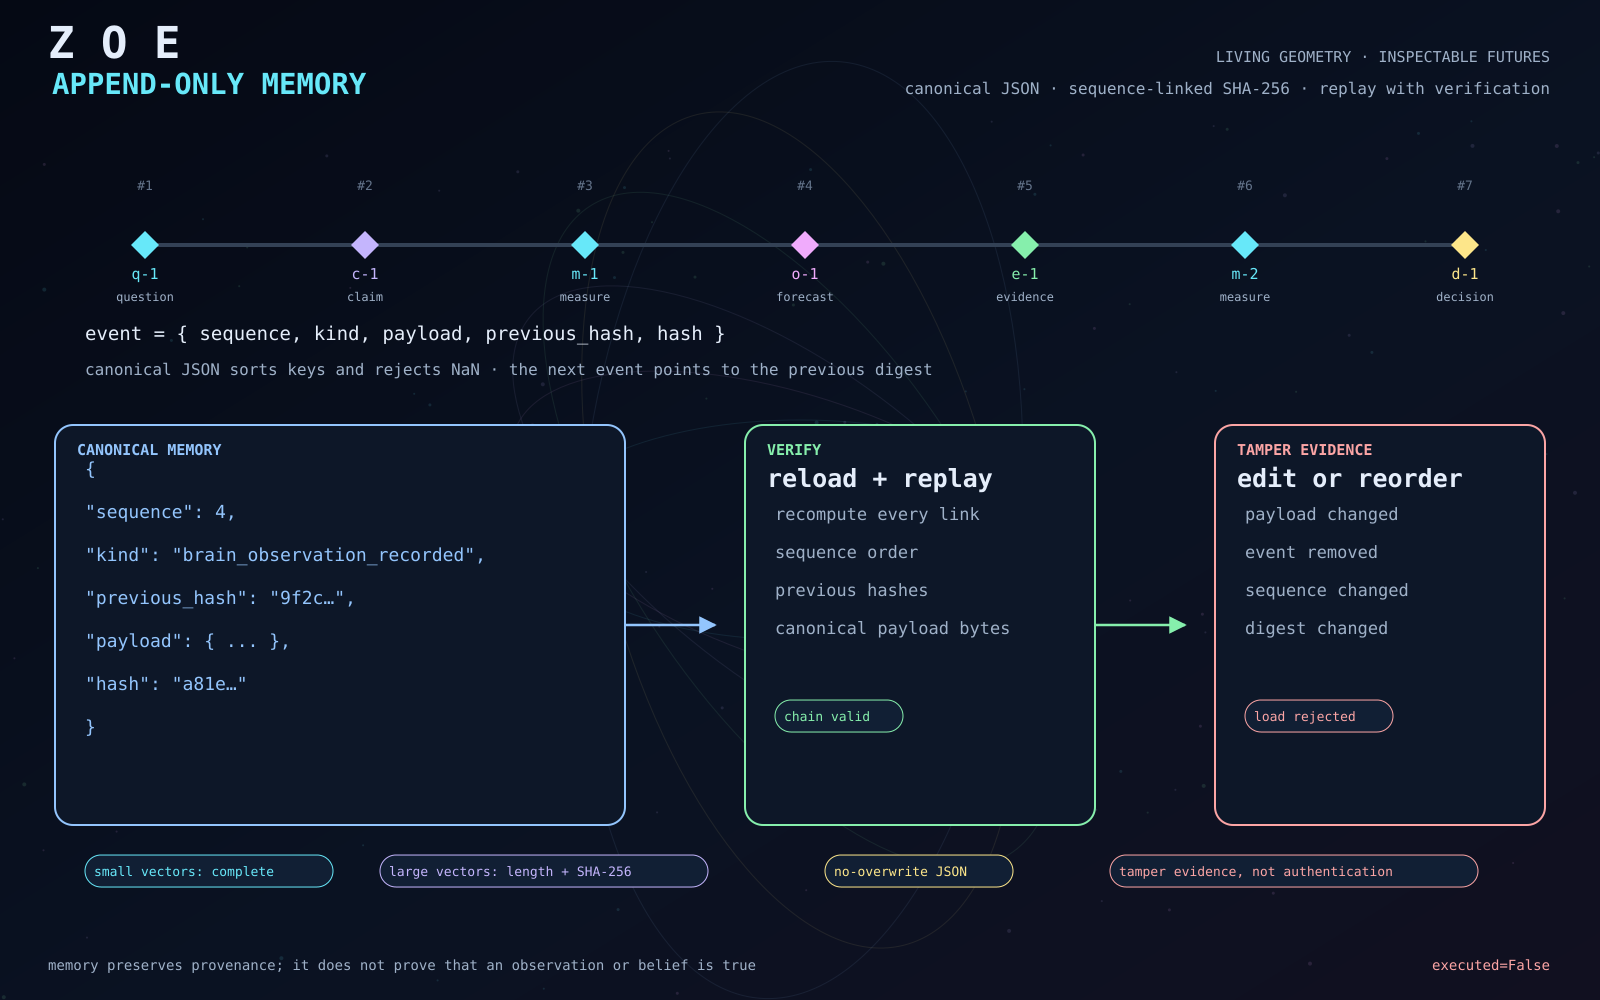 Z O E
APPEND-ONLY MEMORY
LIVING GEOMETRY · INSPECTABLE FUTURES
canonical JSON · sequence-linked SHA-256 · replay with verification
#1 #2 #3 #4 #5 #6 #7
q-1 c-1 m-1 o-1 e-1 m-2 d-1
question claim measure forecast evidence measure decision
event = { sequence, kind, payload, previous_hash, hash }
canonical JSON sorts keys and rejects NaN · the next event points to the previous digest
CANONICAL MEMORY
{
"sequence": 4,
"kind": "brain_observation_recorded",
"previous_hash": "9f2c…",
"payload": { ... },
"hash": "a81e…"
}
VERIFY
reload + replay
recompute every link
sequence order
previous hashes
canonical payload bytes
chain valid
TAMPER EVIDENCE
edit or reorder
payload changed
event removed
sequence changed
digest changed
load rejected
small vectors: complete
large vectors: length + SHA-256
no-overwrite JSON
tamper evidence, not authentication
memory preserves provenance; it does not prove that an observation or belief is true
executed=False